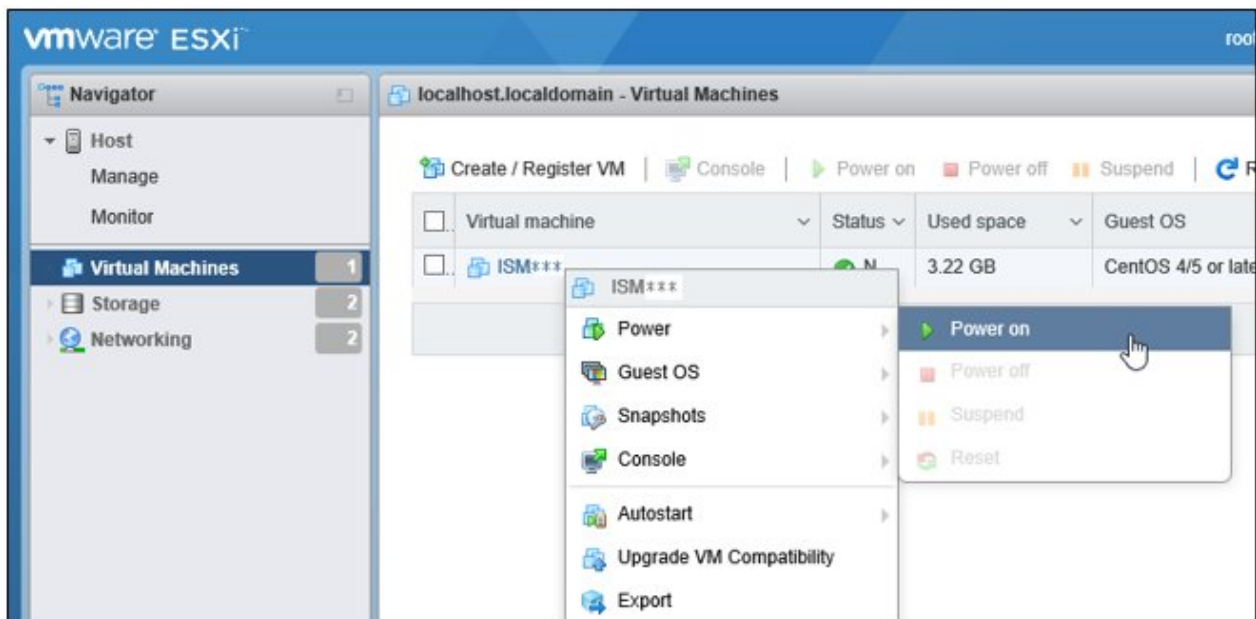 vmware ESXi™
root
Navigator
localhost.localdomain - Virtual Machines
Host
Manage
Monitor
Virtual Machines 1
Storage 2
Networking 2
Create / Register VM | Console | Power on Power off Suspend | R
Virtual machine Status Used space Guest OS
ISM*** N 3.22 GB CentOS 4/5 or late
ISM***
Power
Guest OS
Snapshots
Console
Autostart
Upgrade VM Compatibility
Export
Power on
Power off
Suspend
Reset